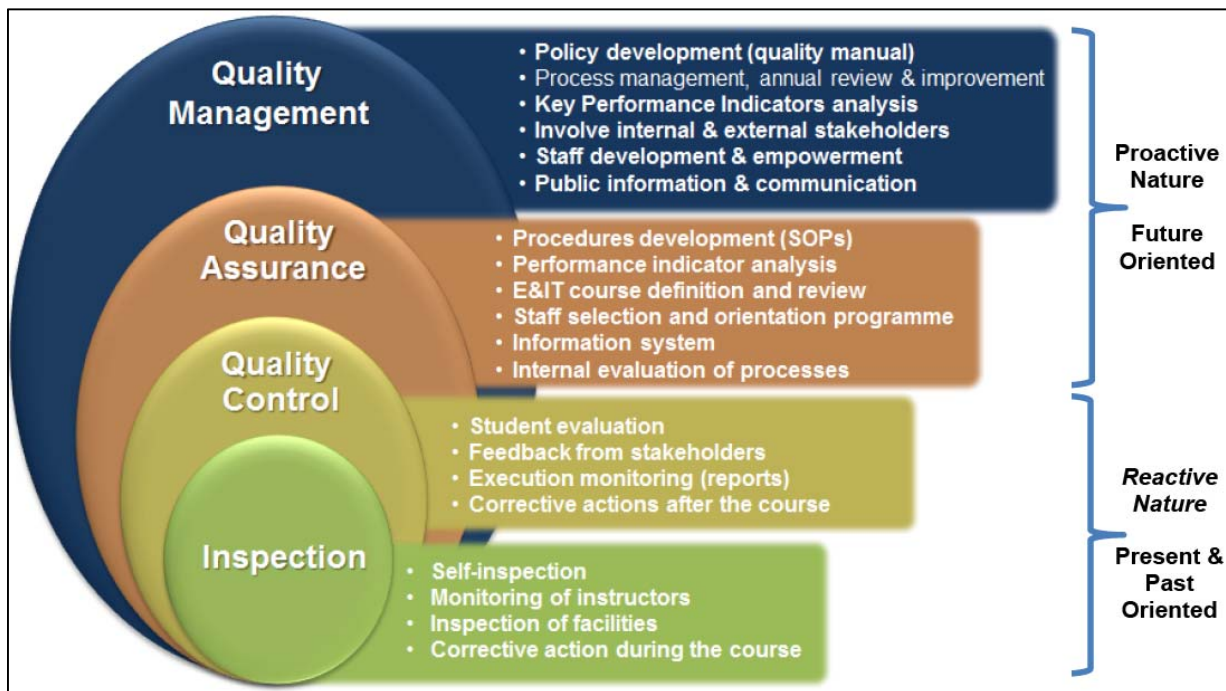 Quality
Management
• Policy development (quality manual)
• Process management, annual review & improvement
• Key Performance Indicators analysis
• Involve internal & external stakeholders
• Staff development & empowerment
• Public information & communication
Quality
Assurance
• Procedures development (SOPs)
• Performance indicator analysis
• E&IT course definition and review
• Staff selection and orientation programme
• Information system
• Internal evaluation of processes
Proactive
Nature
Future
Oriented
Quality
Control
• Student evaluation
• Feedback from stakeholders
• Execution monitoring (reports)
• Corrective actions after the course
Inspection
• Self-inspection
• Monitoring of instructors
• Inspection of facilities
• Corrective action during the course
Reactive
Nature
Present &
Past
Oriented